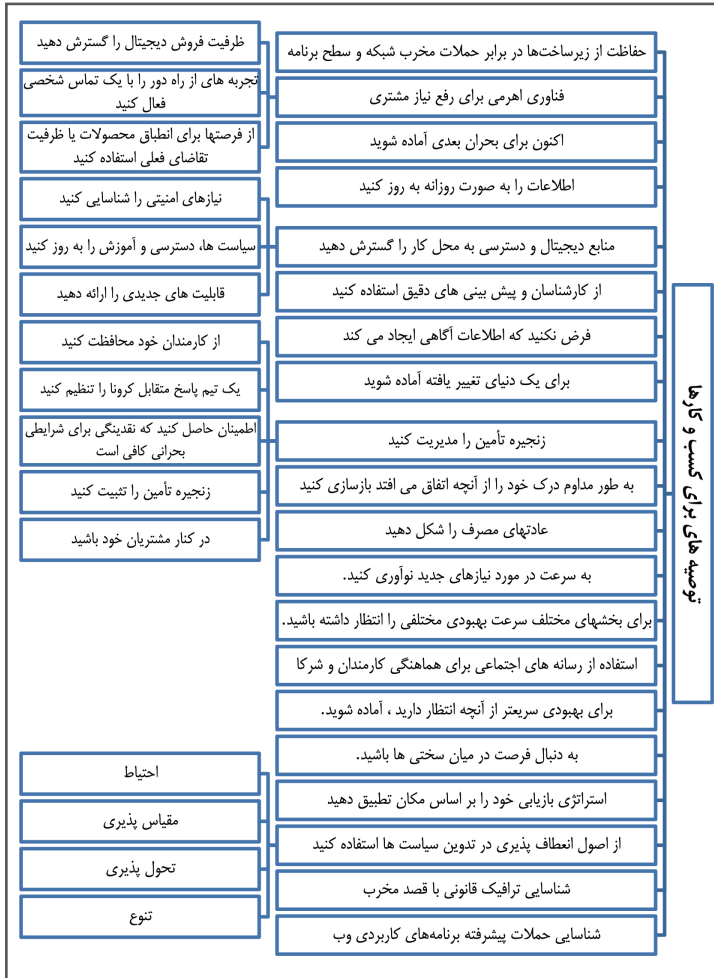 توصیه های برای کسب و کارها
حفاظت از زیرساخت‌ها در برابر حملات مخرب شبکه و سطح برنامه
فناوری اهرمی برای رفع نیاز مشتری
ظرفیت فروش دیجیتال را گسترش دهید
تجربه های از راه دور را با یک تماس شخصی
فعال کنید
از فرصتها برای انطباق محصولات یا ظرفیت
تقاضای فعلی استفاده کنید
اکنون برای بحران بعدی آماده شوید
اطلاعات را به صورت روزانه به روز کنید
منابع دیجیتال و دسترسی به محل کار را گسترش دهید
نیازهای امنیتی را شناسایی کنید
سیاست ها، دسترسی و آموزش را به روز کنید
قابلیت های جدیدی را ارائه دهید
از کارشناسان و پیش بینی های دقیق استفاده کنید
فرض نکنید که اطلاعات آگاهی ایجاد می کند
برای یک دنیای تغییر یافته آماده شوید
زنجیره تأمین را مدیریت کنید
از کارمندان خود محافظت کنید
یک تیم پاسخ متقابل کرونا را تنظیم کنید
اطمینان حاصل کنید که نقدینگی برای شرایطی
بحرانی کافی است
زنجیره تأمین را تثبیت کنید
در کنار مشتریان خود باشید
به طور مداوم درک خود را از آنچه اتفاق می افتد بازسازی کنید
عادتهای مصرف را شکل دهید
به سرعت در مورد نیازهای جدید نوآوری کنید.
برای بخشهای مختلف سرعت بهبودی مختلفی را انتظار داشته باشید.
استفاده از رسانه های اجتماعی برای هماهنگی کارمندان و شرکا
برای بهبودی سریعتر از آنچه انتظار دارید ، آماده شوید.
به دنبال فرصت در میان سختی ها باشید.
استراتژی بازیابی خود را بر اساس مکان تطبیق دهید
از اصول انعطاف پذیری در تدوین سیاست ها استفاده کنید
احتیاط
مقیاس پذیری
تحول پذیری
تنوع
شناسایی ترافیک قانونی با قصد مخرب
شناسایی حملات پیشرفته برنامه‌های کاربردی وب